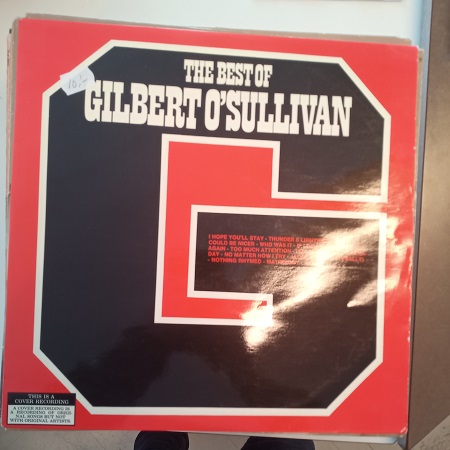 THE BEST OF
GILBERT O'SULLIVAN
10,-
I HOPE YOU'LL STAY - THUNDER & LIGHT
COULD BE NICER - WHO WAS IT -
AGAIN - TOO MUCH ATTENTION -
DAY - NO MATTER HOW I TRY -
- NOTHING RHYMED - MA
THIS IS A
COVER RECORDING
A COVER RECORDING IS
A RECORDING OF ORIGI-
NAL SONGS BUT NOT
WITH ORIGINAL ARTISTS.